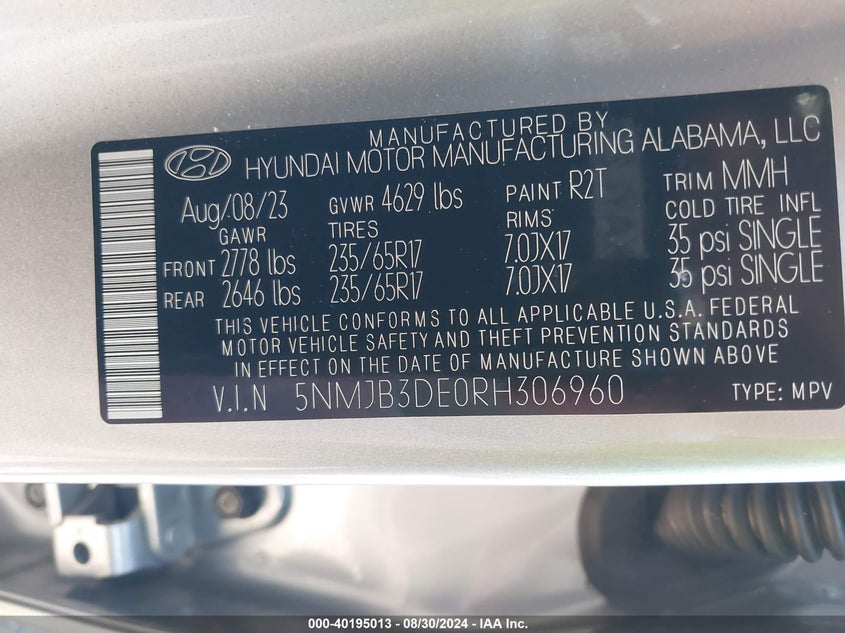 MANUFACTURED BY
HYUNDAI MOTOR MANUFACTURING ALABAMA, LLC
Aug/08/23 GVWR 4629 lbs PAINT R2T TRIM MMH
GAWR TIRES RIMS COLD TIRE INFL
FRONT 2778 lbs 235/65R17 7.0JX17 35 psi SINGLE
REAR 2646 lbs 235/65R17 7.0JX17 35 psi SINGLE
THIS VEHICLE CONFORMS TO ALL APPLICABLE U.S.A. FEDERAL
MOTOR VEHICLE SAFETY AND THEFT PREVENTION STANDARDS
IN EFFECT ON THE DATE OF MANUFACTURE SHOWN ABOVE
V.I.N 5NMJB3DE0RH306960 TYPE: MPV
000-40195013 - 08/30/2024 - IAA Inc.